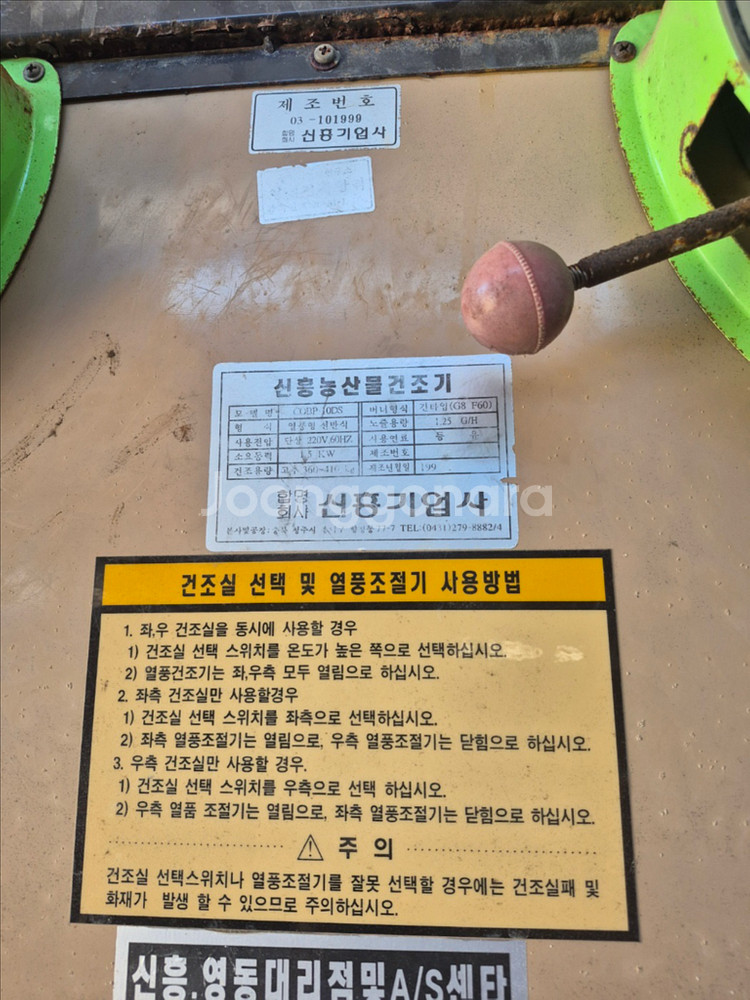 제조번호
03-101999
합명회사 신흥기업사
신흥농산물건조기
모델명 버너형식 건타입(G8 F60)
형 식 열풍형 선반식 노즐용량 1.25 G/H
사용전압 단상 220V, 60HZ 사용연료 등 유
소요동력 KW 제조번호
건조용량 고추 제조년월일 199
합명회사 신흥기업사
TEL:(0431)279-8882/4
Joonggonara
건조실 선택 및 열풍조절기 사용방법
1. 좌,우 건조실을 동시에 사용할 경우
1) 건조실 선택 스위치를 온도가 높은 쪽으로 선택하십시오.
2) 열풍건조기는 좌,우측 모두 열림으로 하십시오.
2. 좌측 건조실만 사용할경우
1) 건조실 선택 스위치를 좌측으로 선택하십시오.
2) 좌측 열풍조절기는 열림으로, 우측 열풍조절기는 닫힘으로 하십시오.
3. 우측 건조실만 사용할 경우.
1) 건조실 선택 스위치를 우측으로 선택 하십시오.
2) 우측 열품 조절기는 열림으로, 좌측 열풍조절기는 닫힘으로 하십시오.
주 의
건조실 선택스위치나 열풍조절기를 잘못 선택할 경우에는 건조실패 및
화재가 발생 할 수 있으므로 주의하십시오.
신흥.영동대리점및A/S센타